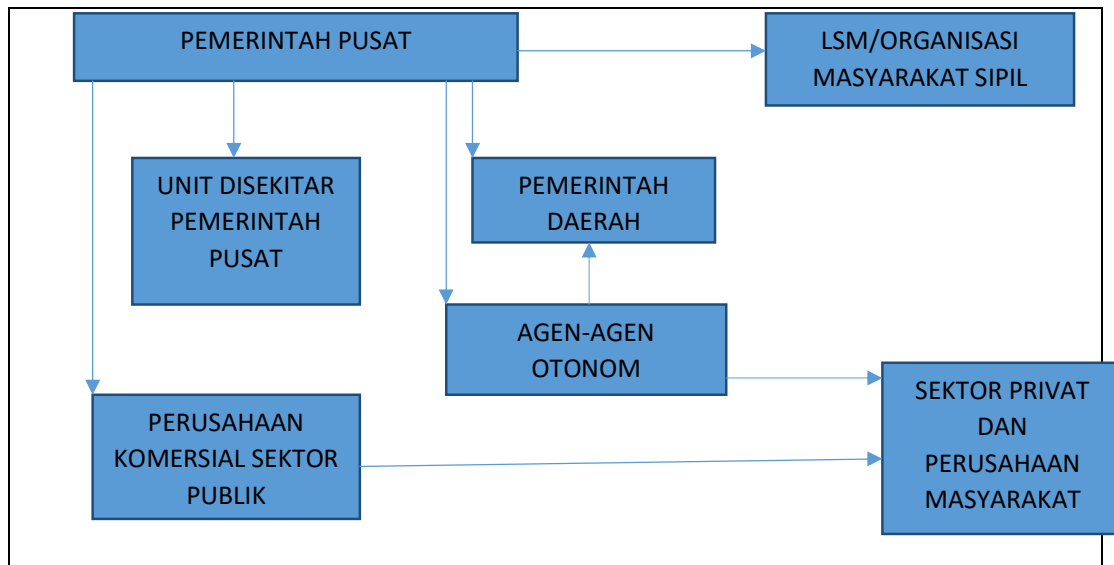 PEMERINTAH PUSAT
LSM/ORGANISASI
MASYARAKAT SIPIL
UNIT DISEKITAR
PEMERINTAH
PUSAT
PEMERINTAH
DAERAH
AGEN-AGEN
OTONOM
PERUSAHAAN
KOMERSIAL SEKTOR
PUBLIK
SEKTOR PRIVAT
DAN
PERUSAHAAN
MASYARAKAT